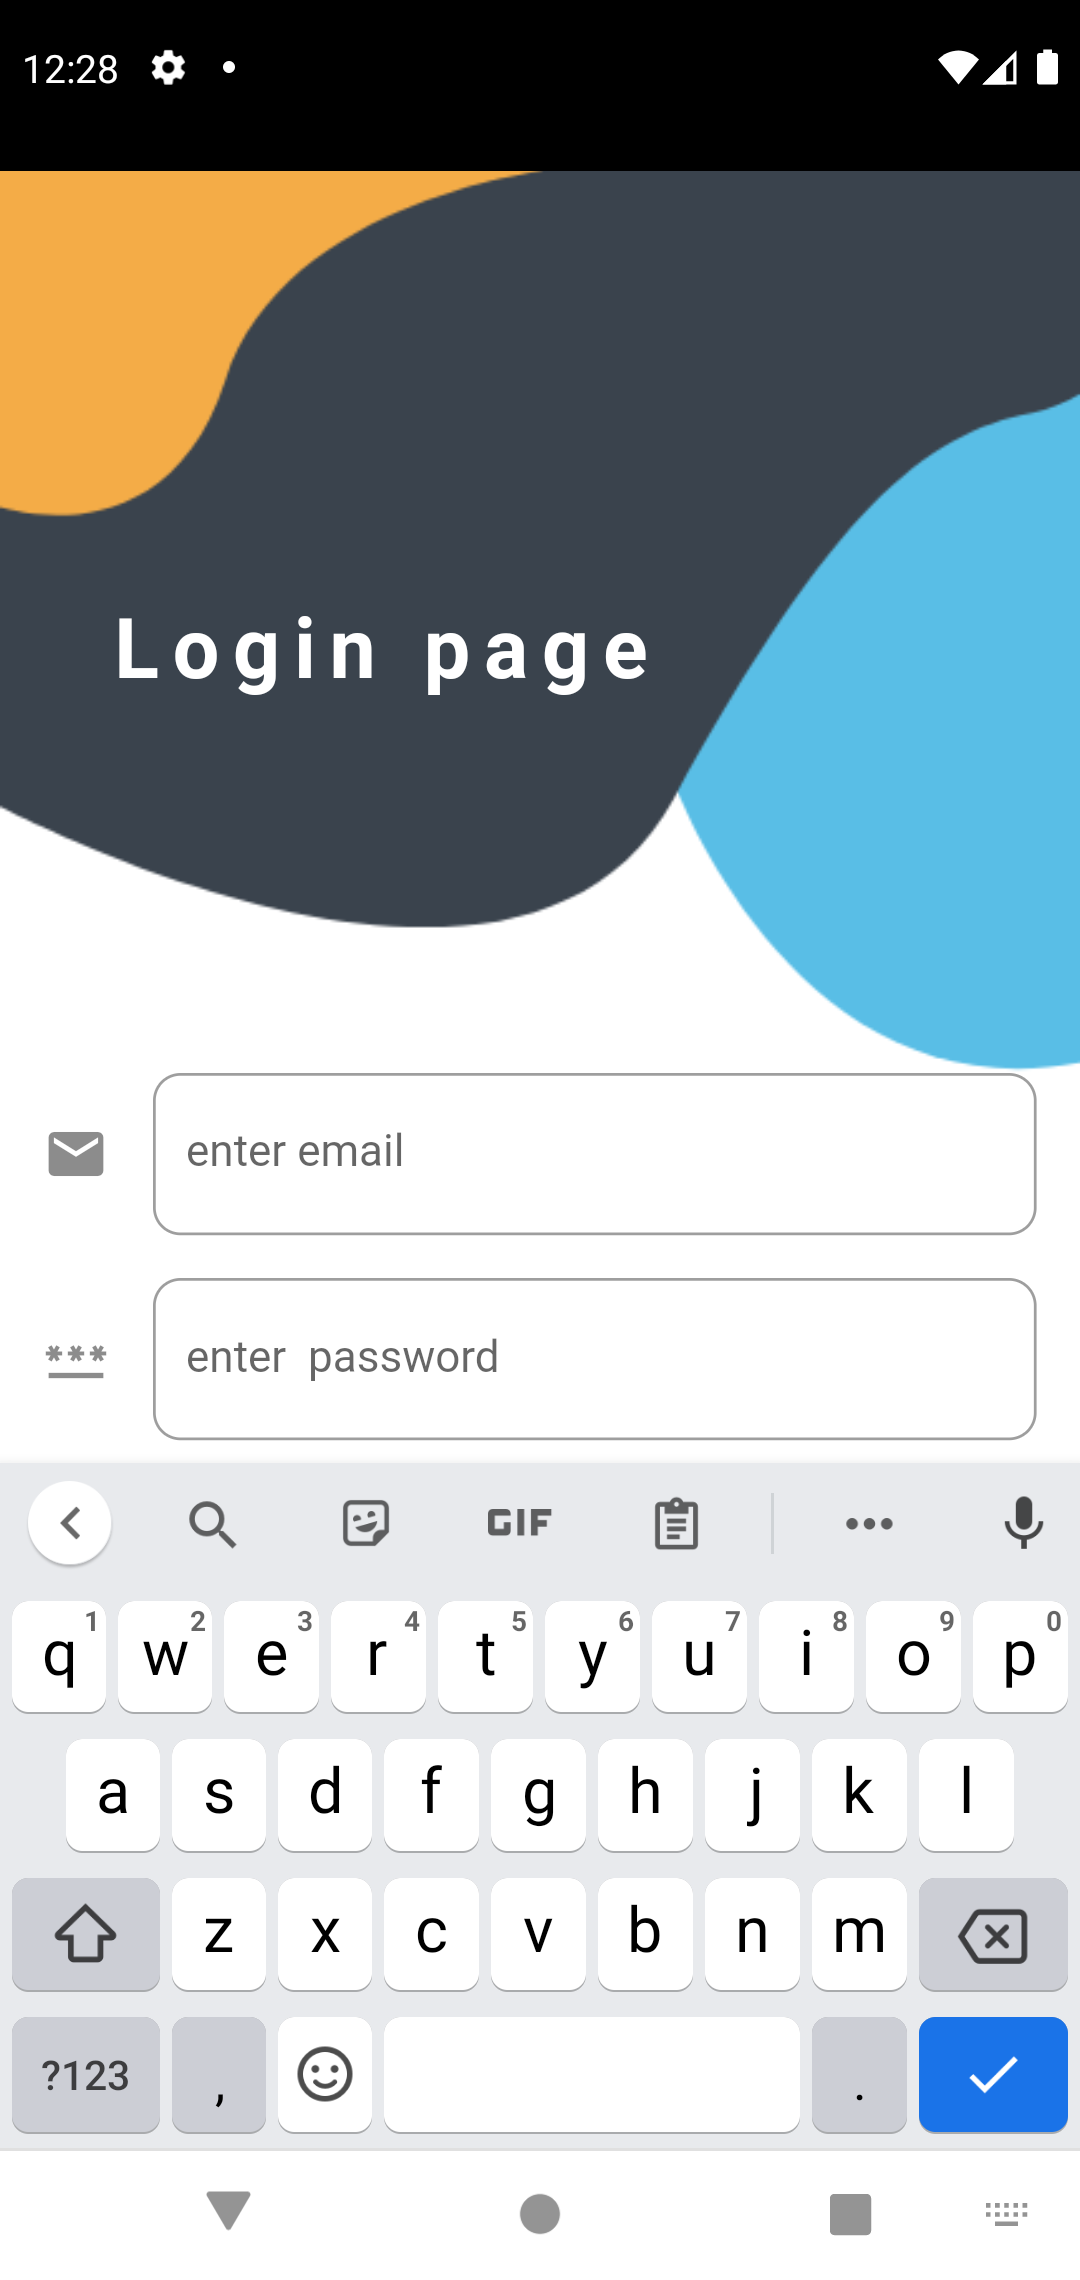 12:28
Login page
enter email
enter  password
GIF
1 2 3 4 5 6 7 8 9 0
q w e r t y u i o p
a s d f g h j k l
z x c v b n m
?123 , .